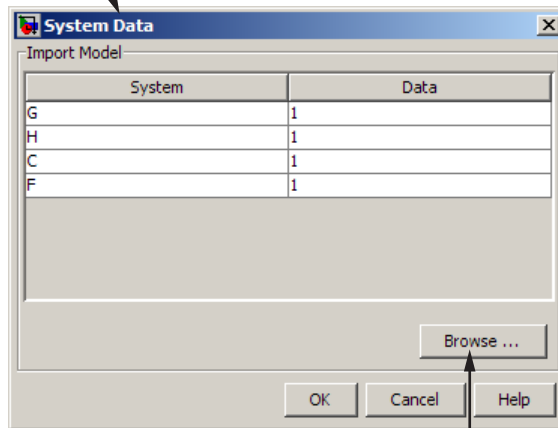 System Data
Import Model
System Data
G 1
H 1
C 1
F 1
Browse ...
OK Cancel Help